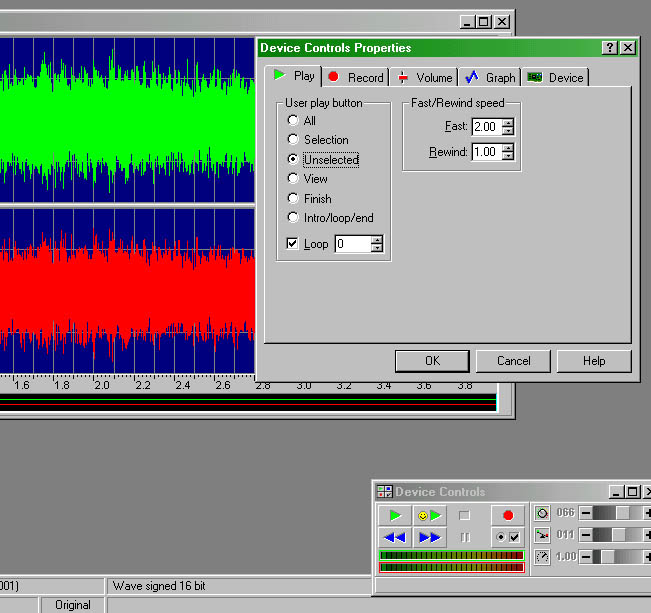 Device Controls Properties
Play Record Volume Graph Device
User play button
All
Selection
Unselected
View
Finish
Intro/loop/end
Loop 0
Fast/Rewind speed
Fast: 2.00
Rewind: 1.00
OK Cancel Help
1.6 1.8 2.0 2.2 2.4 2.6 2.8 3.0 3.2 3.4 3.6 3.8
Device Controls
066
011
1.00
001) Wave signed 16 bit
Original